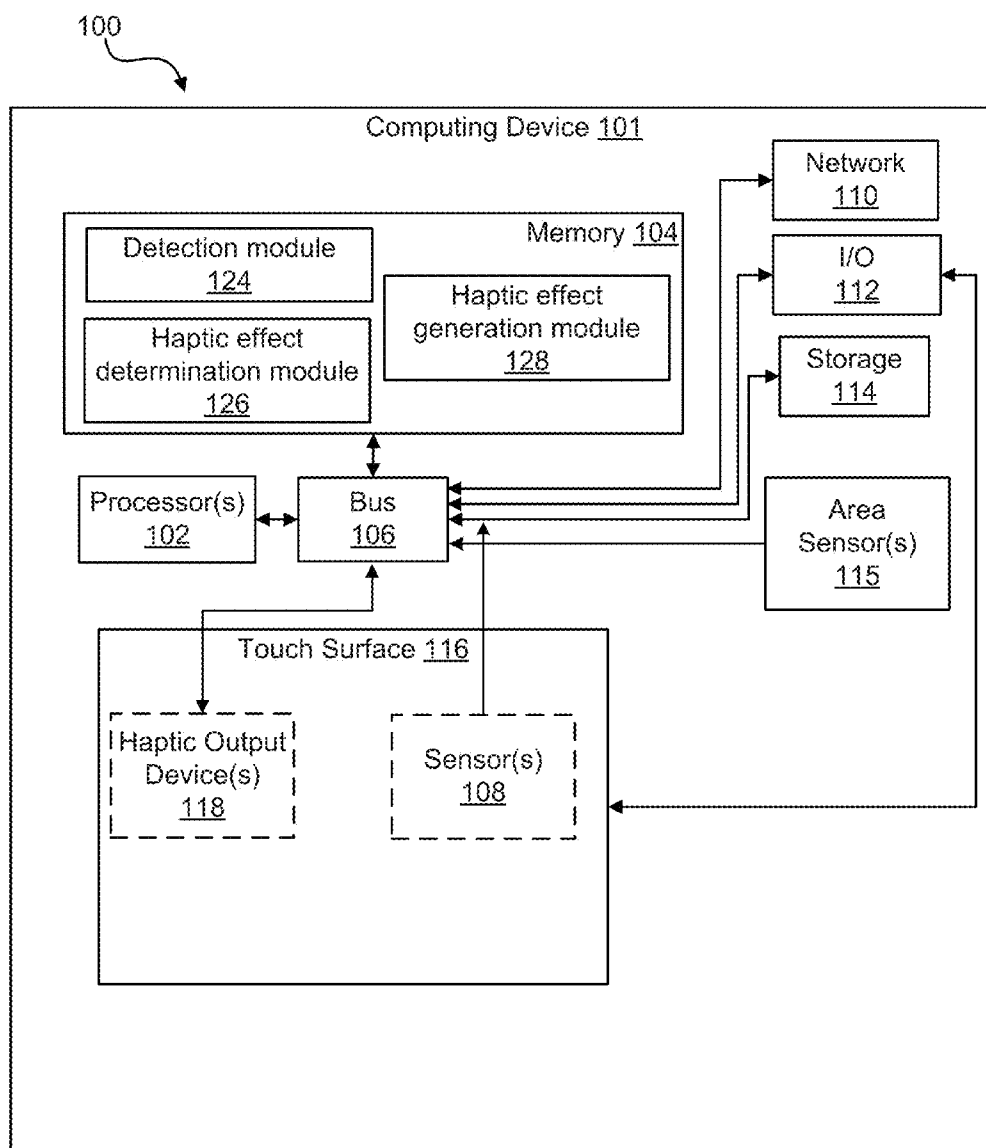 100
Computing Device 101
Network
110
Memory 104
Detection module
124
I/O
112
Haptic effect
generation module
128
Haptic effect
determination module
126
Storage
114
Processor(s)
102
Bus
106
Area
Sensor(s)
115
Touch Surface 116
Haptic Output
Device(s)
118
Sensor(s)
108